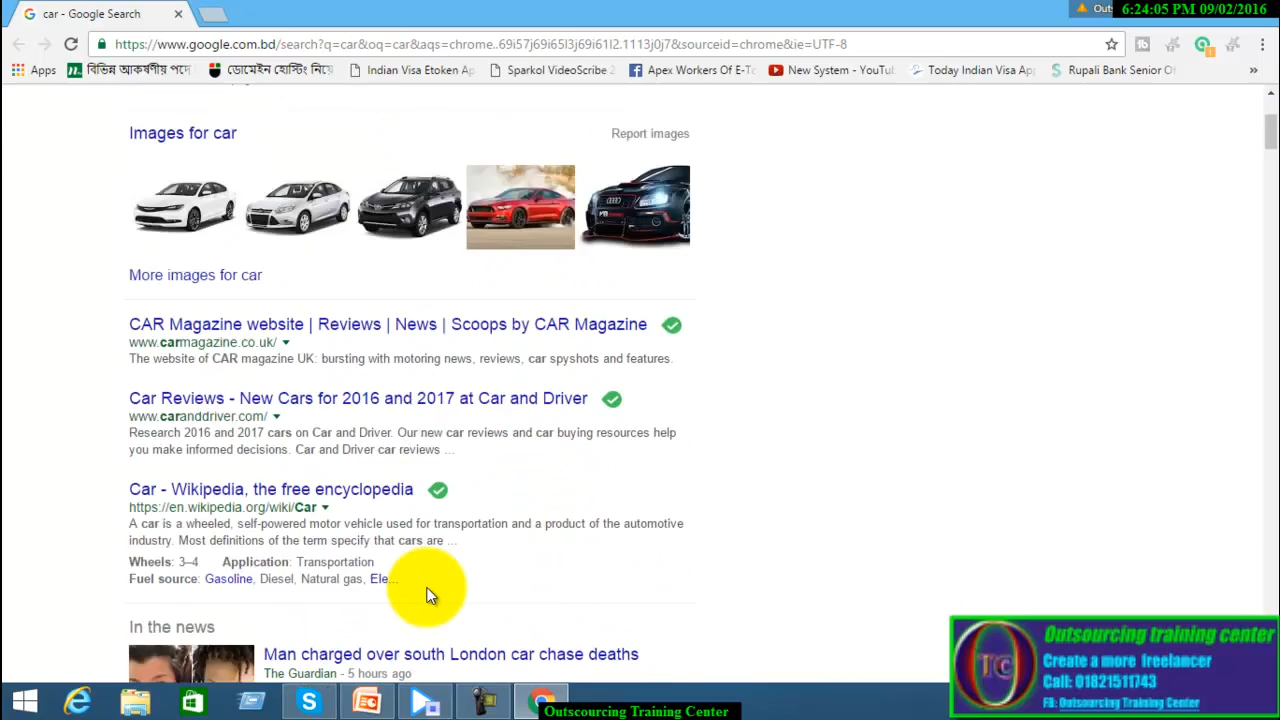 car - Google Search
Out
6:24:05 PM 09/02/2016
https://www.google.com.bd/search?q=car&oq=car&aqs=chrome..69i57j69i65l3j69i61l2.1113j0j7&sourceid=chrome&ie=UTF-8
Apps
বিভিন্ন আকর্ষণীয় পদে
ডোমেইন হোস্টিং নিয়ে
Indian Visa Etoken Ap
Sparkol VideoScribe 2
Apex Workers Of E-To
New System - YouTu
Today Indian Visa Ap
Rupali Bank Senior Of
»
Images for car
Report images
More images for car
CAR Magazine website | Reviews | News | Scoops by CAR Magazine
www.carmagazine.co.uk/
The website of CAR magazine UK: bursting with motoring news, reviews, car spyshots and features.
Car Reviews - New Cars for 2016 and 2017 at Car and Driver
www.caranddriver.com/
Research 2016 and 2017 cars on Car and Driver. Our new car reviews and car buying resources help
you make informed decisions. Car and Driver car reviews ...
Car - Wikipedia, the free encyclopedia
https://en.wikipedia.org/wiki/Car
A car is a wheeled, self-powered motor vehicle used for transportation and a product of the automotive
industry. Most definitions of the term specify that cars are ...
Wheels: 3–4 Application: Transportation
Fuel source: Gasoline, Diesel, Natural gas, Ele...
In the news
Man charged over south London car chase deaths
The Guardian - 5 hours ago
OTC
Outsourcing training center
Create a more freelancer
Call: 01821511743
FB: Outsourcing Training Center
Outscourcing Training Center